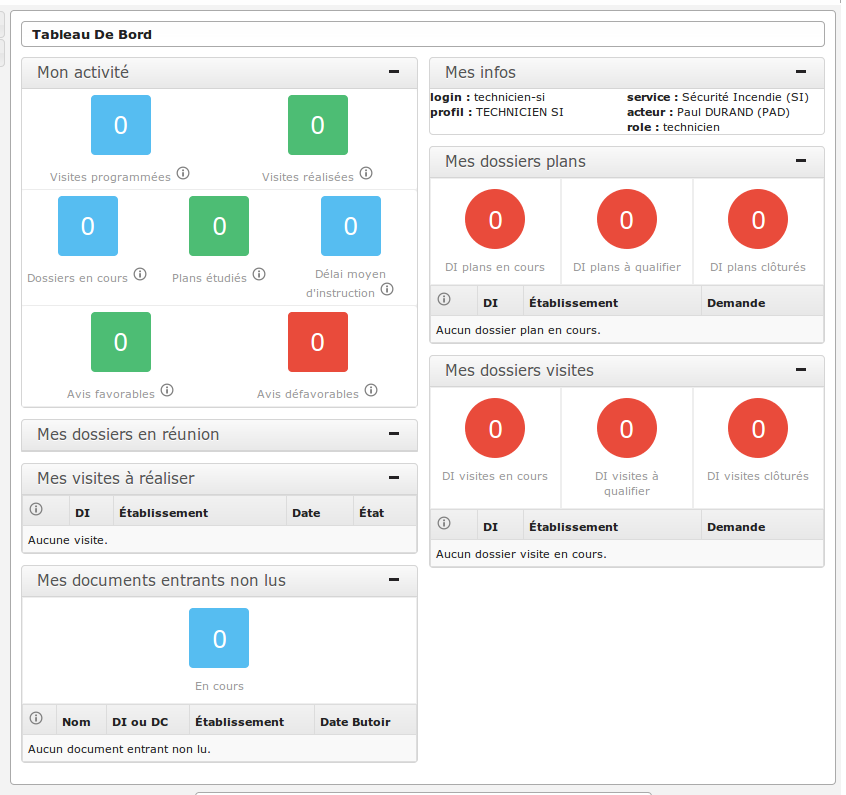 Tableau De Bord
Mon activité
0
0
Visites programmées
Visites réalisées
0
0
0
Dossiers en cours
Plans étudiés
Délai moyen
d'instruction
0
0
Avis favorables
Avis défavorables
Mes dossiers en réunion
Mes visites à réaliser
DI Établissement Date État
Aucune visite.
Mes documents entrants non lus
0
En cours
Nom DI ou DC Établissement Date Butoir
Aucun document entrant non lu.
Mes infos
login : technicien-si
profil : TECHNICIEN SI
service : Sécurité Incendie (SI)
acteur : Paul DURAND (PAD)
role : technicien
Mes dossiers plans
0
0
0
DI plans en cours
DI plans à qualifier
DI plans clôturés
DI Établissement Demande
Aucun dossier plan en cours.
Mes dossiers visites
0
0
0
DI visites en cours
DI visites à
qualifier
DI visites clôturés
DI Établissement Demande
Aucun dossier visite en cours.